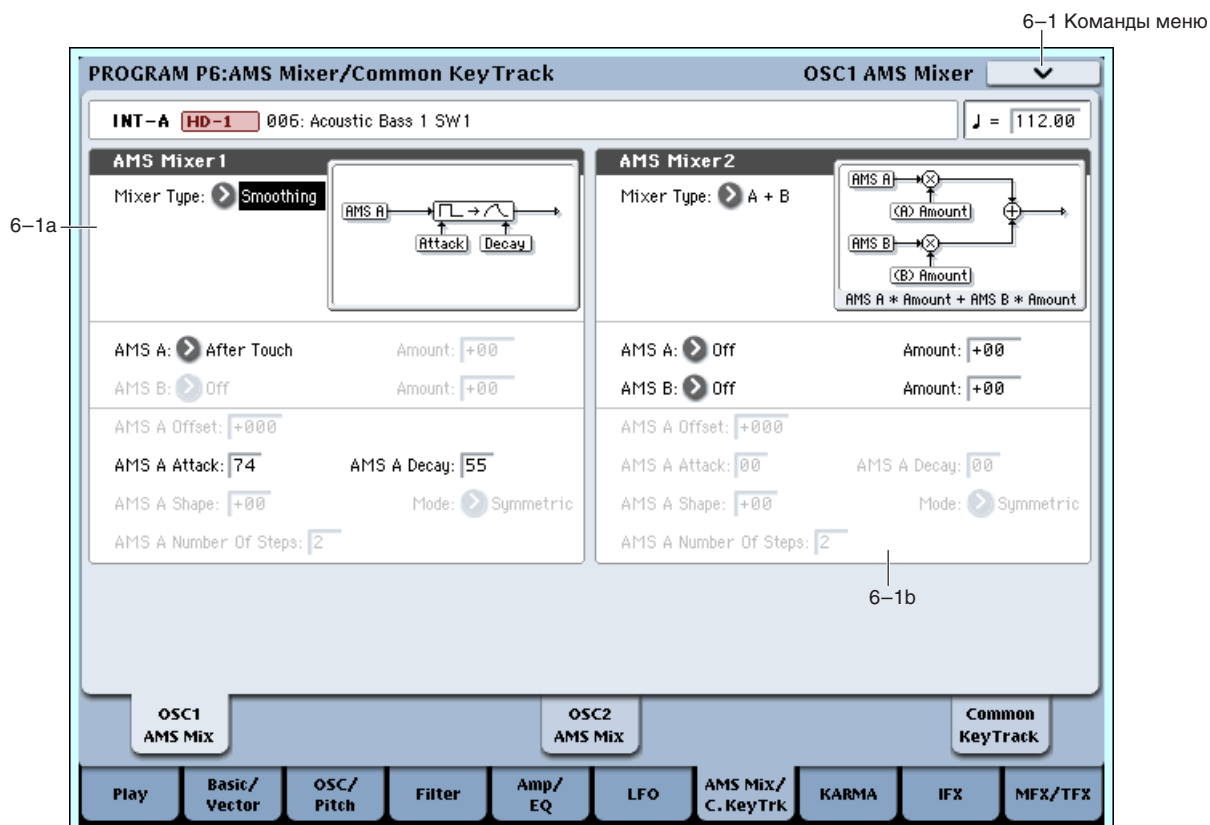 6–1 Команды меню
PROGRAM P6:AMS Mixer/Common KeyTrack OSC1 AMS Mixer
INT-A HD-1 006: Acoustic Bass 1 SW1 ♩ = 112.00
AMS Mixer1
Mixer Type: Smoothing
AMS A
Attack Decay
6–1a
AMS A: After Touch Amount: +00
AMS B: Off Amount: +00
AMS A Offset: +000
AMS A Attack: 74 AMS A Decay: 55
AMS A Shape: +00 Mode: Symmetric
AMS A Number Of Steps: 2
AMS Mixer2
Mixer Type: A + B
AMS A
(A) Amount
AMS B
(B) Amount
AMS A * Amount + AMS B * Amount
AMS A: Off Amount: +00
AMS B: Off Amount: +00
AMS A Offset: +000
AMS A Attack: 00 AMS A Decay: 00
AMS A Shape: +00 Mode: Symmetric
AMS A Number Of Steps: 2
6–1b
OSC1
AMS Mix
OSC2
AMS Mix
Common
KeyTrack
Play
Basic/
Vector
OSC/
Pitch
Filter
Amp/
EQ
LFO
AMS Mix/
C.KeyTrk
KARMA
IFX
MFX/TFX